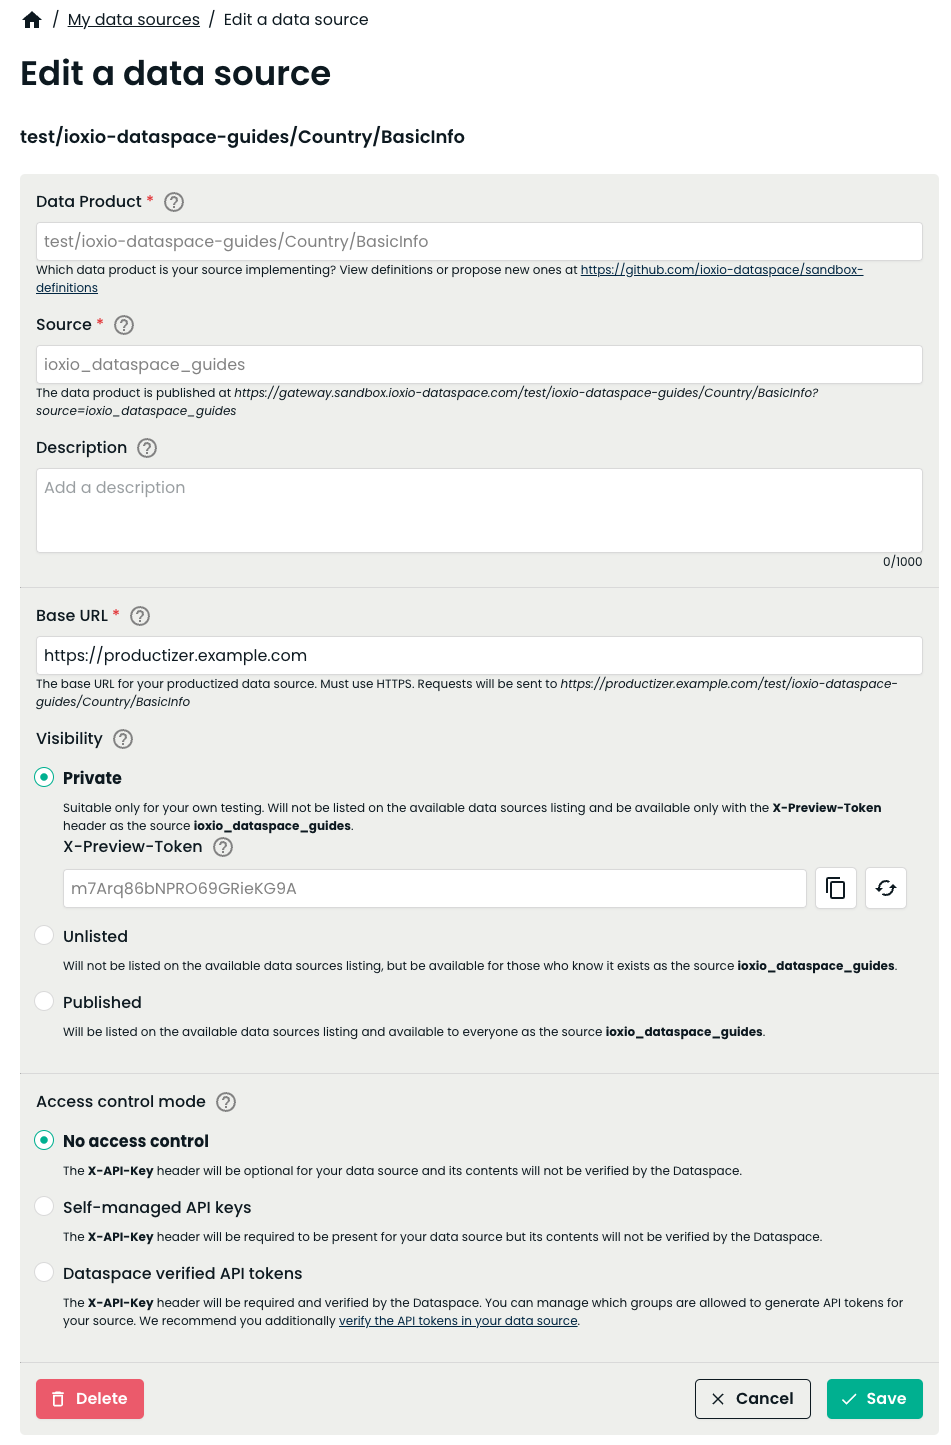 / My data sources / Edit a data source
Edit a data source
test/ioxio-dataspace-guides/Country/BasicInfo
Data Product *
test/ioxio-dataspace-guides/Country/BasicInfo
Which data product is your source implementing? View definitions or propose new ones at https://github.com/ioxio-dataspace/sandbox-
definitions
Source *
ioxio_dataspace_guides
The data product is published at https://gateway.sandbox.ioxio-dataspace.com/test/ioxio-dataspace-guides/Country/BasicInfo?
source=ioxio_dataspace_guides
Description
Add a description
0/1000
Base URL *
https://productizer.example.com
The base URL for your productized data source. Must use HTTPS. Requests will be sent to https://productizer.example.com/test/ioxio-dataspace-
guides/Country/BasicInfo
Visibility
Private
Suitable only for your own testing. Will not be listed on the available data sources listing and be available only with the X-Preview-Token
header as the source ioxio_dataspace_guides.
X-Preview-Token
m7Arq86bNPRO69GRieKG9A
Unlisted
Will not be listed on the available data sources listing, but be available for those who know it exists as the source ioxio_dataspace_guides.
Published
Will be listed on the available data sources listing and available to everyone as the source ioxio_dataspace_guides.
Access control mode
No access control
The X-API-Key header will be optional for your data source and its contents will not be verified by the Dataspace.
Self-managed API keys
The X-API-Key header will be required to be present for your data source but its contents will not be verified by the Dataspace.
Dataspace verified API tokens
The X-API-Key header will be required and verified by the Dataspace. You can manage which groups are allowed to generate API tokens for
your source. We recommend you additionally verify the API tokens in your data source.
Delete
Cancel
Save